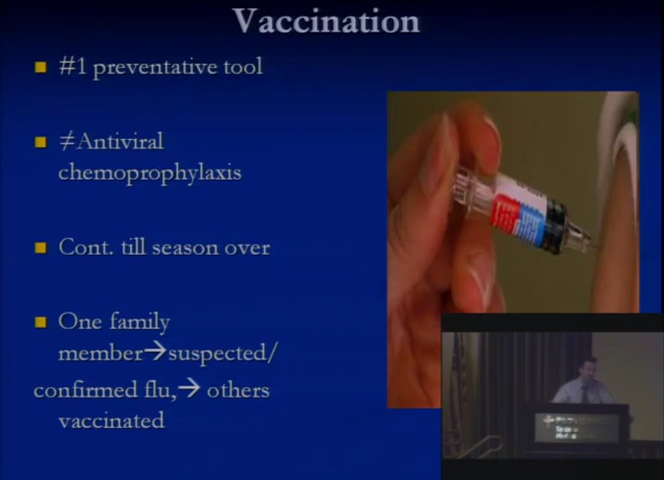 Vaccination
#1 preventative tool
≠Antiviral
chemoprophylaxis
Cont. till season over
One family
member→suspected/
confirmed flu,→ others
vaccinated